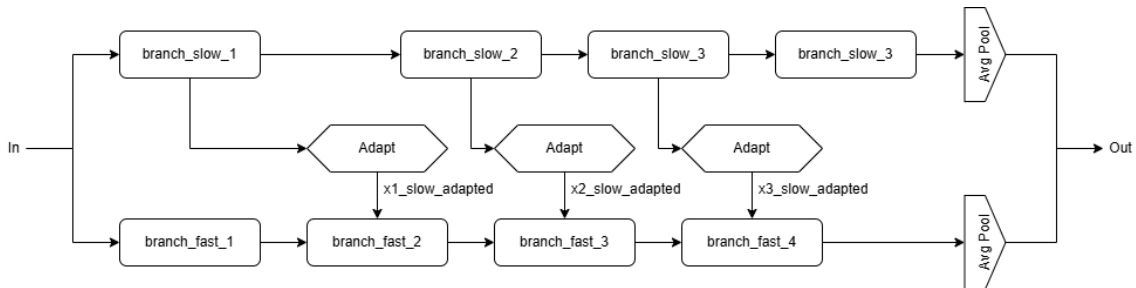 branch_slow_1
branch_slow_2
branch_slow_3
branch_slow_3
Avg Pool
In
Adapt
Adapt
Adapt
Out
x1_slow_adapted
x2_slow_adapted
x3_slow_adapted
branch_fast_1
branch_fast_2
branch_fast_3
branch_fast_4
Avg Pool